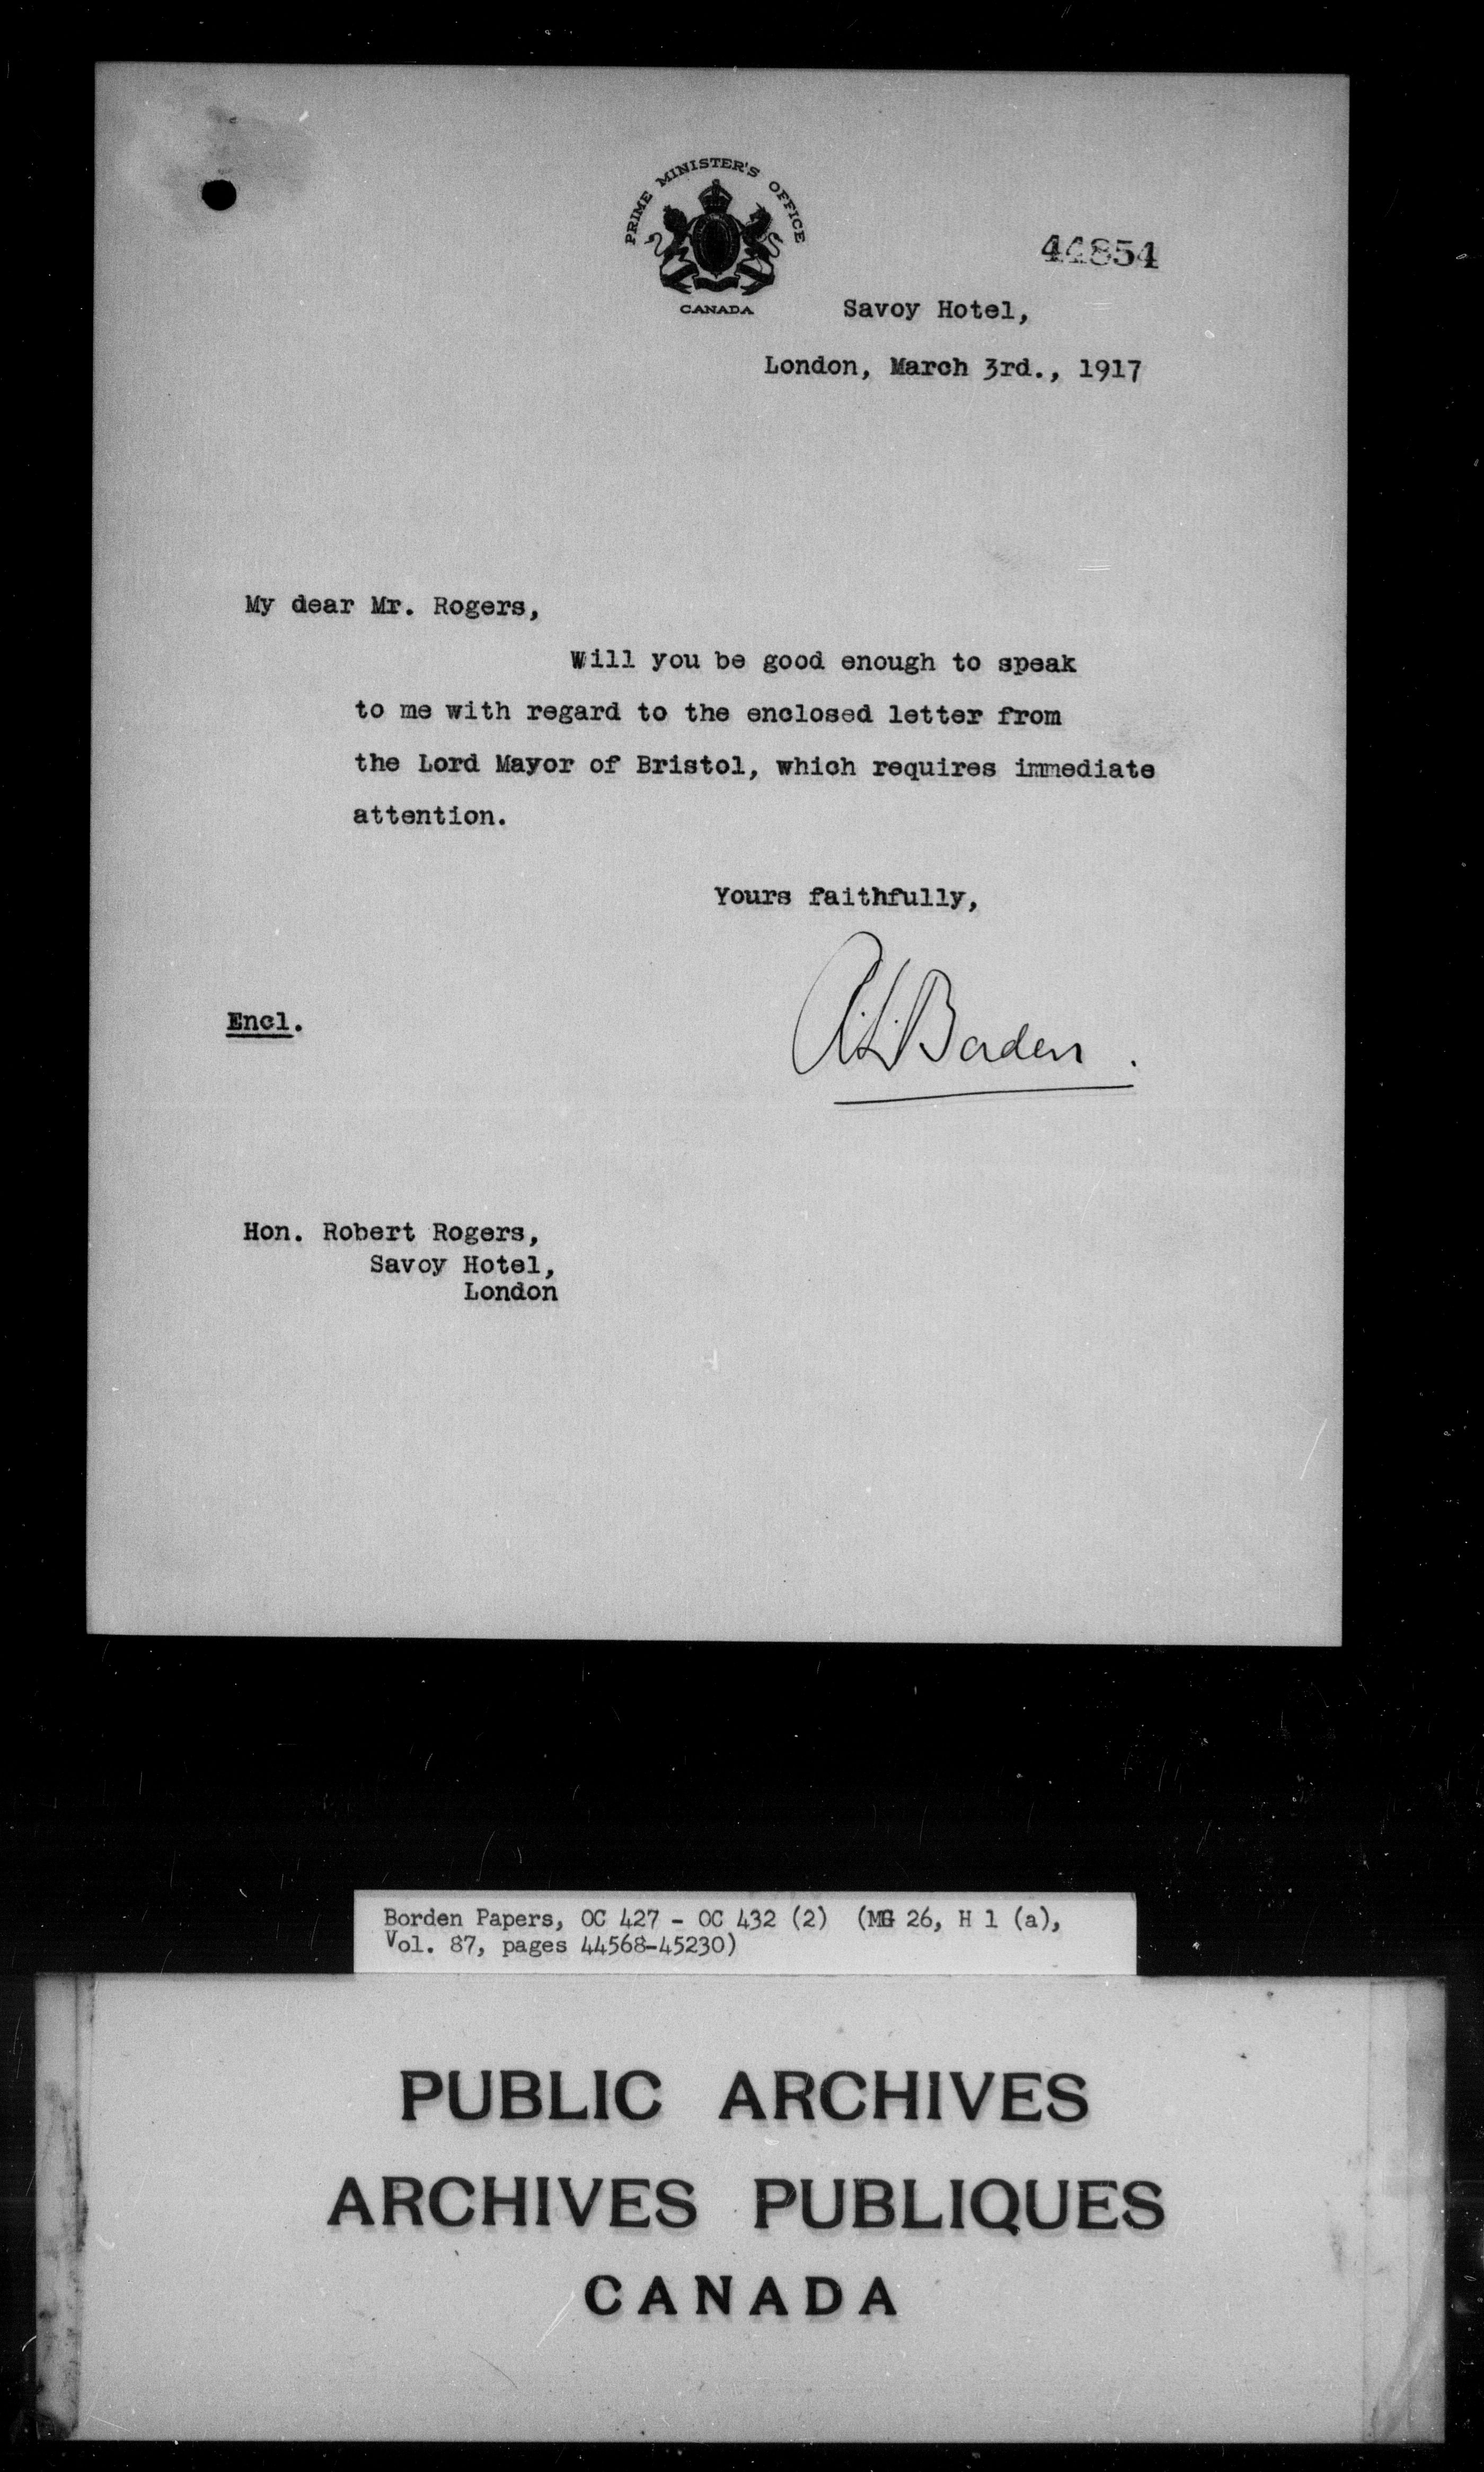 PRIME MINISTER'S OFFICE
CANADA
44854
Savoy Hotel,
London, March 3rd., 1917
My dear Mr. Rogers,
Will you be good enough to speak
to me with regard to the enclosed letter from
the Lord Mayor of Bristol, which requires immediate
attention.
Yours faithfully,
R.L. Borden.
Encl.
Hon. Robert Rogers,
Savoy Hotel,
London
Borden Papers, OC 427 - OC 432 (2) (MG 26, H 1 (a),
Vol. 87, pages 44568-45230)
PUBLIC ARCHIVES
ARCHIVES PUBLIQUES
CANADA